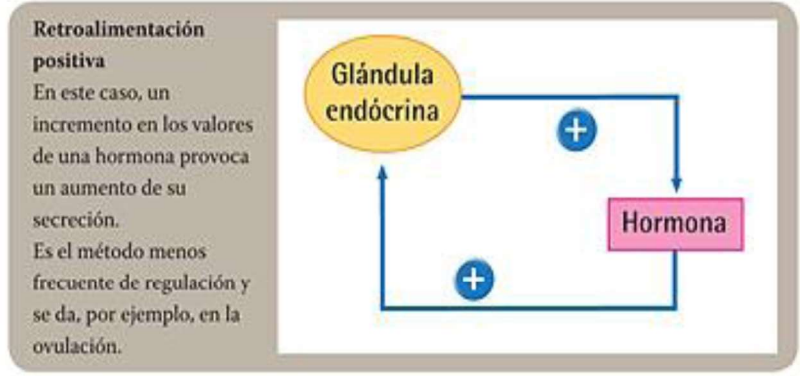 Retroalimentación
positiva
En este caso, un
incremento en los valores
de una hormona provoca
un aumento de su
secreción.
Es el método menos
frecuente de regulación y
se da, por ejemplo, en la
ovulación.
Glándula
endócrina
+
Hormona
+